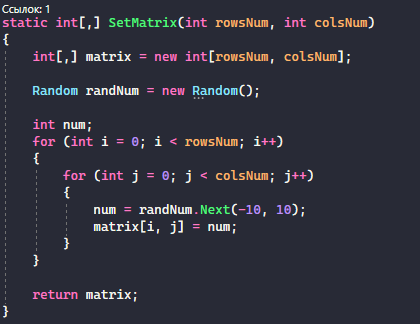 Ссылок: 1
static int[,] SetMatrix(int rowsNum, int colsNum)
{
    int[,] matrix = new int[rowsNum, colsNum];

    Random randNum = new Random();

    int num;
    for (int i = 0; i < rowsNum; i++)
    {
        for (int j = 0; j < colsNum; j++)
        {
            num = randNum.Next(-10, 10);
            matrix[i, j] = num;
        }
    }

    return matrix;
}